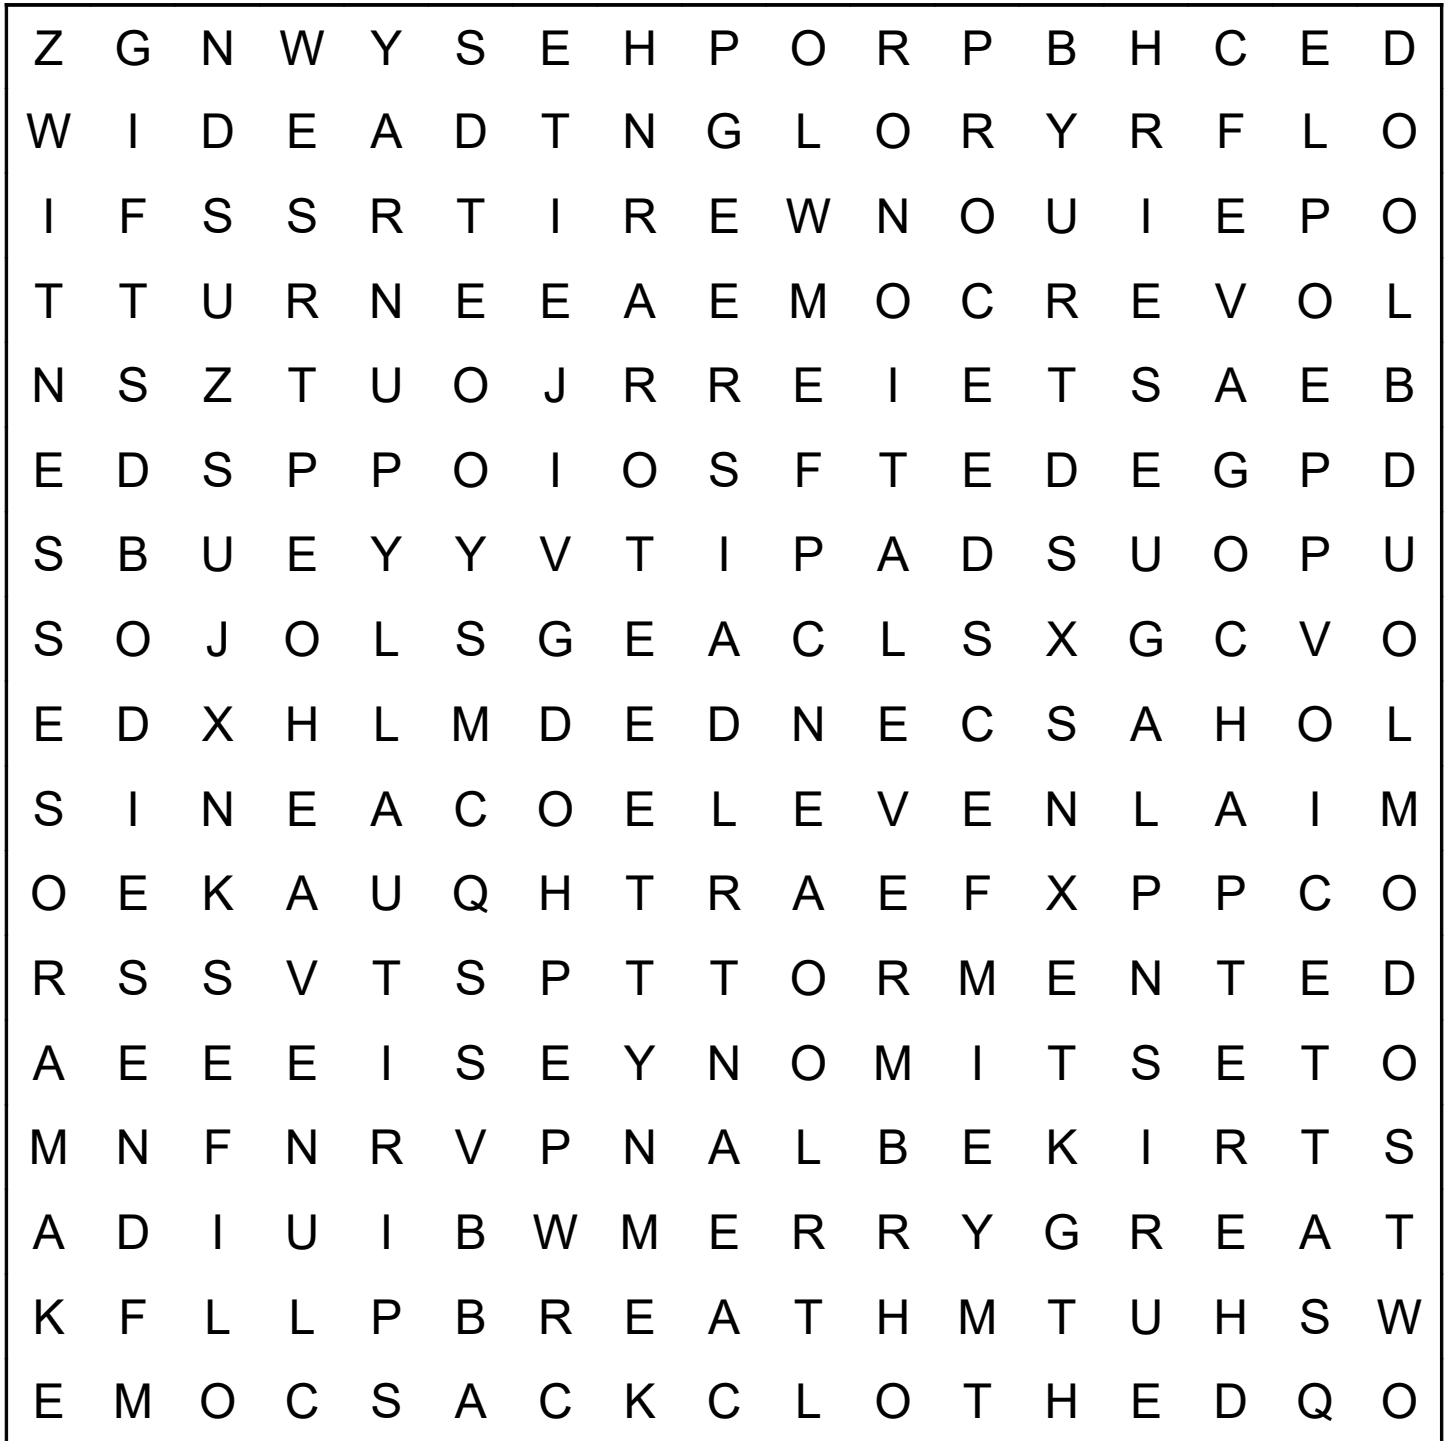 Z G N W Y S E H P O R P B H C E D
W I D E A D T N G L O R Y R F L O
I F S S R T I R E W N O U I E P O
T T U R N E E A E M O C R E V O L
N S Z T U O J R R E I E T S A E B
E D S P P O I O S F T E D E G P D
S B U E Y Y V T I P A D S U O P U
S O J O L S G E A C L S X G C V O
E D X H L M D E D N E C S A H O L
S I N E A C O E L E V E N L A I M
O E K A U Q H T R A E F X P P C O
R S S V T S P T T O R M E N T E D
A E E E I S E Y N O M I T S E T O
M N F N R V P N A L B E K I R T S
A D I U I B W M E R R Y G R E A T
K F L L P B R E A T H M T U H S W
E M O C S A C K C L O T H E D Q O